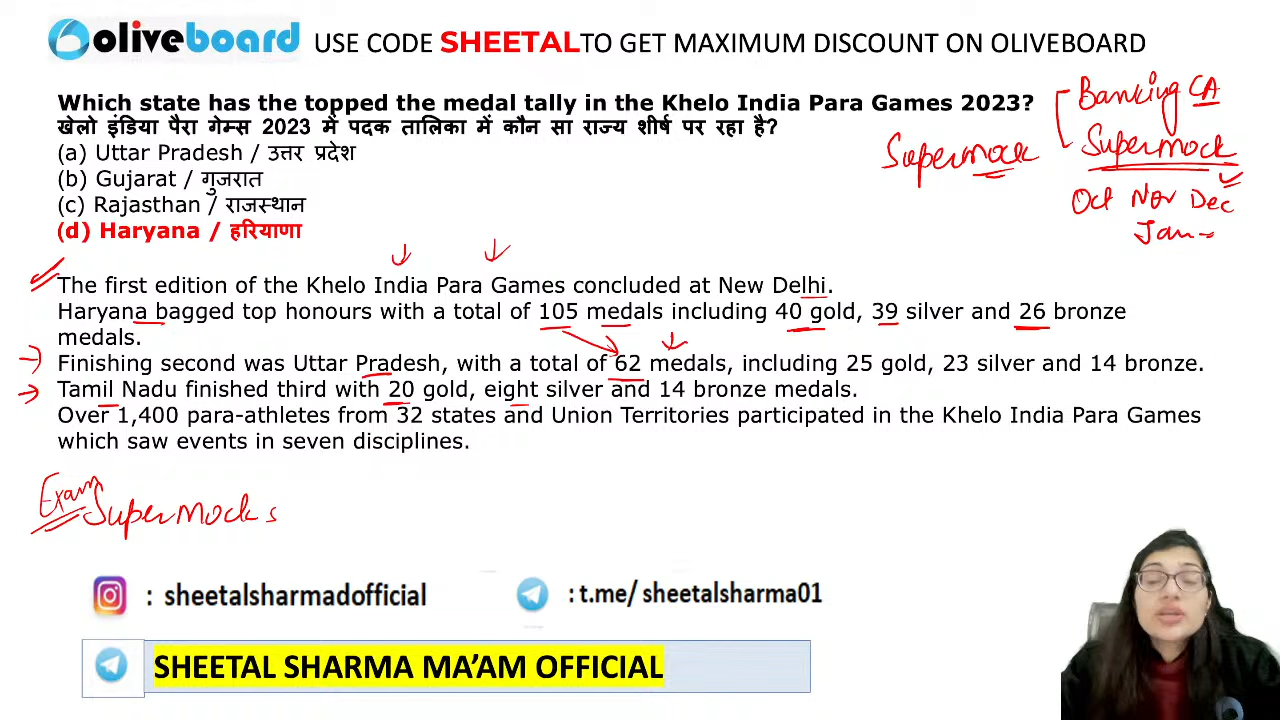 oliveboard USE CODE SHEETAL TO GET MAXIMUM DISCOUNT ON OLIVEBOARD
Which state has the topped the medal tally in the Khelo India Para Games 2023?
खेलो इंडिया पैरा गेम्स 2023 में पदक तालिका में कौन सा राज्य शीर्ष पर रहा है?
(a) Uttar Pradesh / उत्तर प्रदेश
(b) Gujarat / गुजरात
(c) Rajasthan / राजस्थान
(d) Haryana / हरियाणा
Banking CA
Supermock
Supermock
Oct Nov Dec
Jan
The first edition of the Khelo India Para Games concluded at New Delhi.
Haryana bagged top honours with a total of 105 medals including 40 gold, 39 silver and 26 bronze
medals.
Finishing second was Uttar Pradesh, with a total of 62 medals, including 25 gold, 23 silver and 14 bronze.
Tamil Nadu finished third with 20 gold, eight silver and 14 bronze medals.
Over 1,400 para-athletes from 32 states and Union Territories participated in the Khelo India Para Games
which saw events in seven disciplines.
Exam
Supermocks
: sheetalsharmadofficial : t.me/ sheetalsharma01
SHEETAL SHARMA MA’AM OFFICIAL